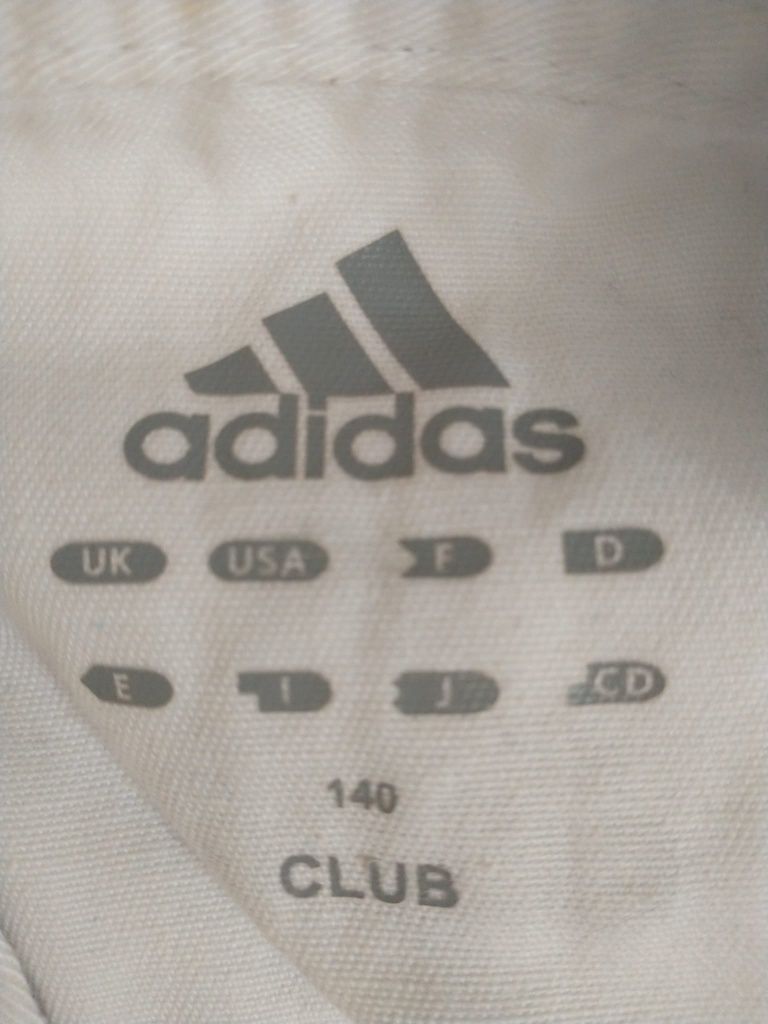 adidas
UK USA F D
E I J CD
140
CLUB